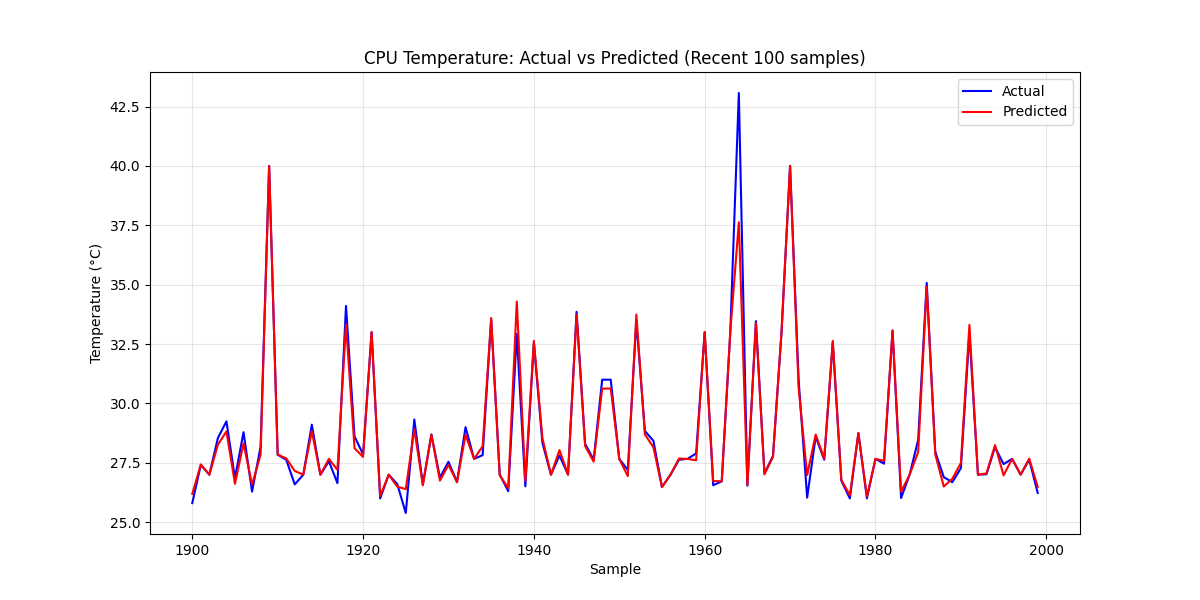 CPU Temperature: Actual vs Predicted (Recent 100 samples)
Actual
Predicted
42.5
40.0
37.5
35.0
32.5
30.0
27.5
25.0
Temperature (°C)
1900
1920
1940
1960
1980
2000
Sample